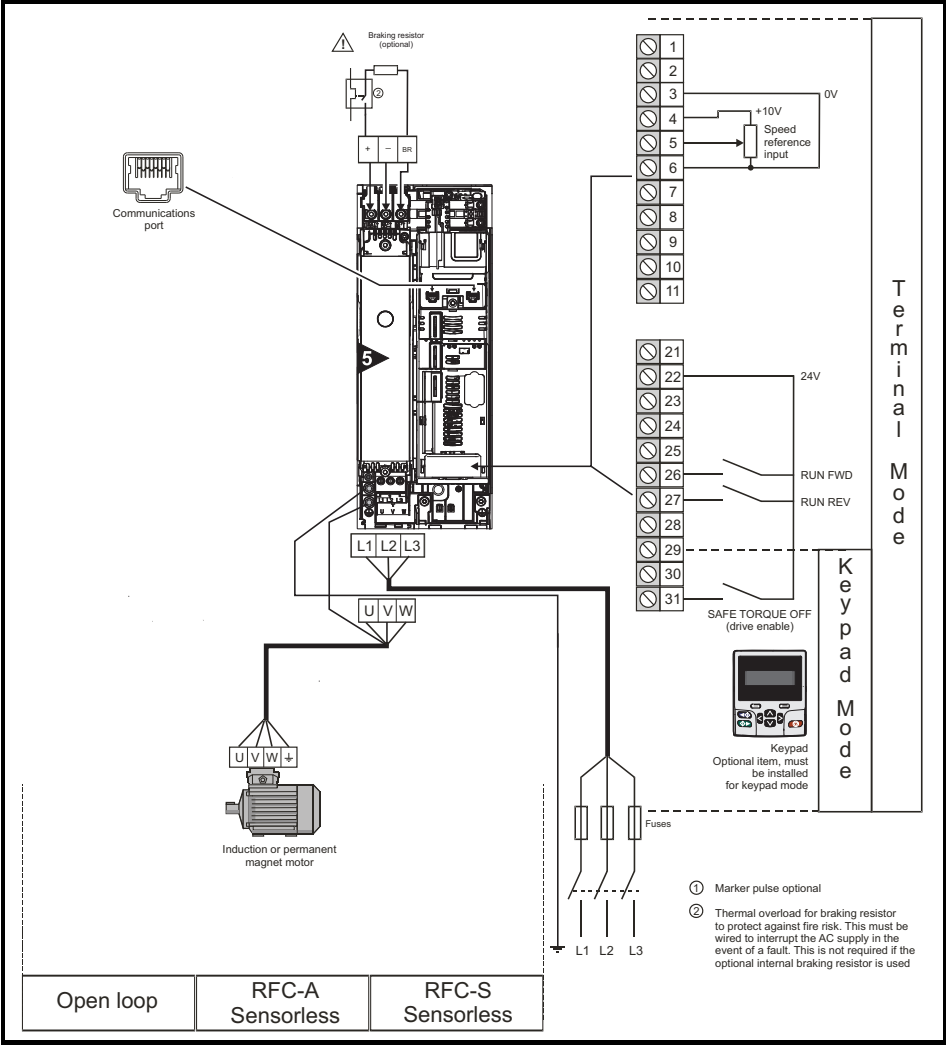 Braking resistor
(optional)
2
+ – BR
Communications
port
5
U V W
L1 L2 L3
U V W
U V W
Induction or permanent
magnet motor
Open loop
RFC-A
Sensorless
RFC-S
Sensorless
1
2
3
4
5
6
7
8
9
10
11
0V
+10V
Speed
reference
input
21
22
23
24
25
26
27
28
29
30
31
24V
RUN FWD
RUN REV
SAFE TORQUE OFF
(drive enable)
Keypad
Optional item, must
be installed
for keypad mode
Terminal Mode
Keypad Mode
Fuses
L1 L2 L3
1 Marker pulse optional
2 Thermal overload for braking resistor
to protect against fire risk. This must be
wired to interrupt the AC supply in the
event of a fault. This is not required if the
optional internal braking resistor is used